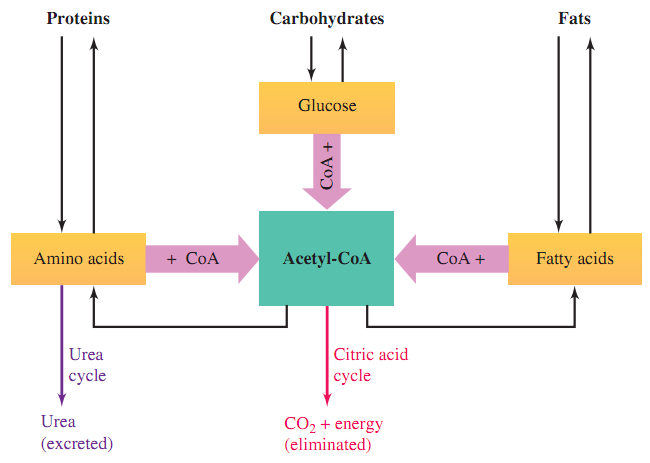 Proteins
Carbohydrates
Fats
Glucose
CoA +
Amino acids
+ CoA
Acetyl-CoA
CoA +
Fatty acids
Urea
cycle
Citric acid
cycle
Urea
(excreted)
CO₂ + energy
(eliminated)